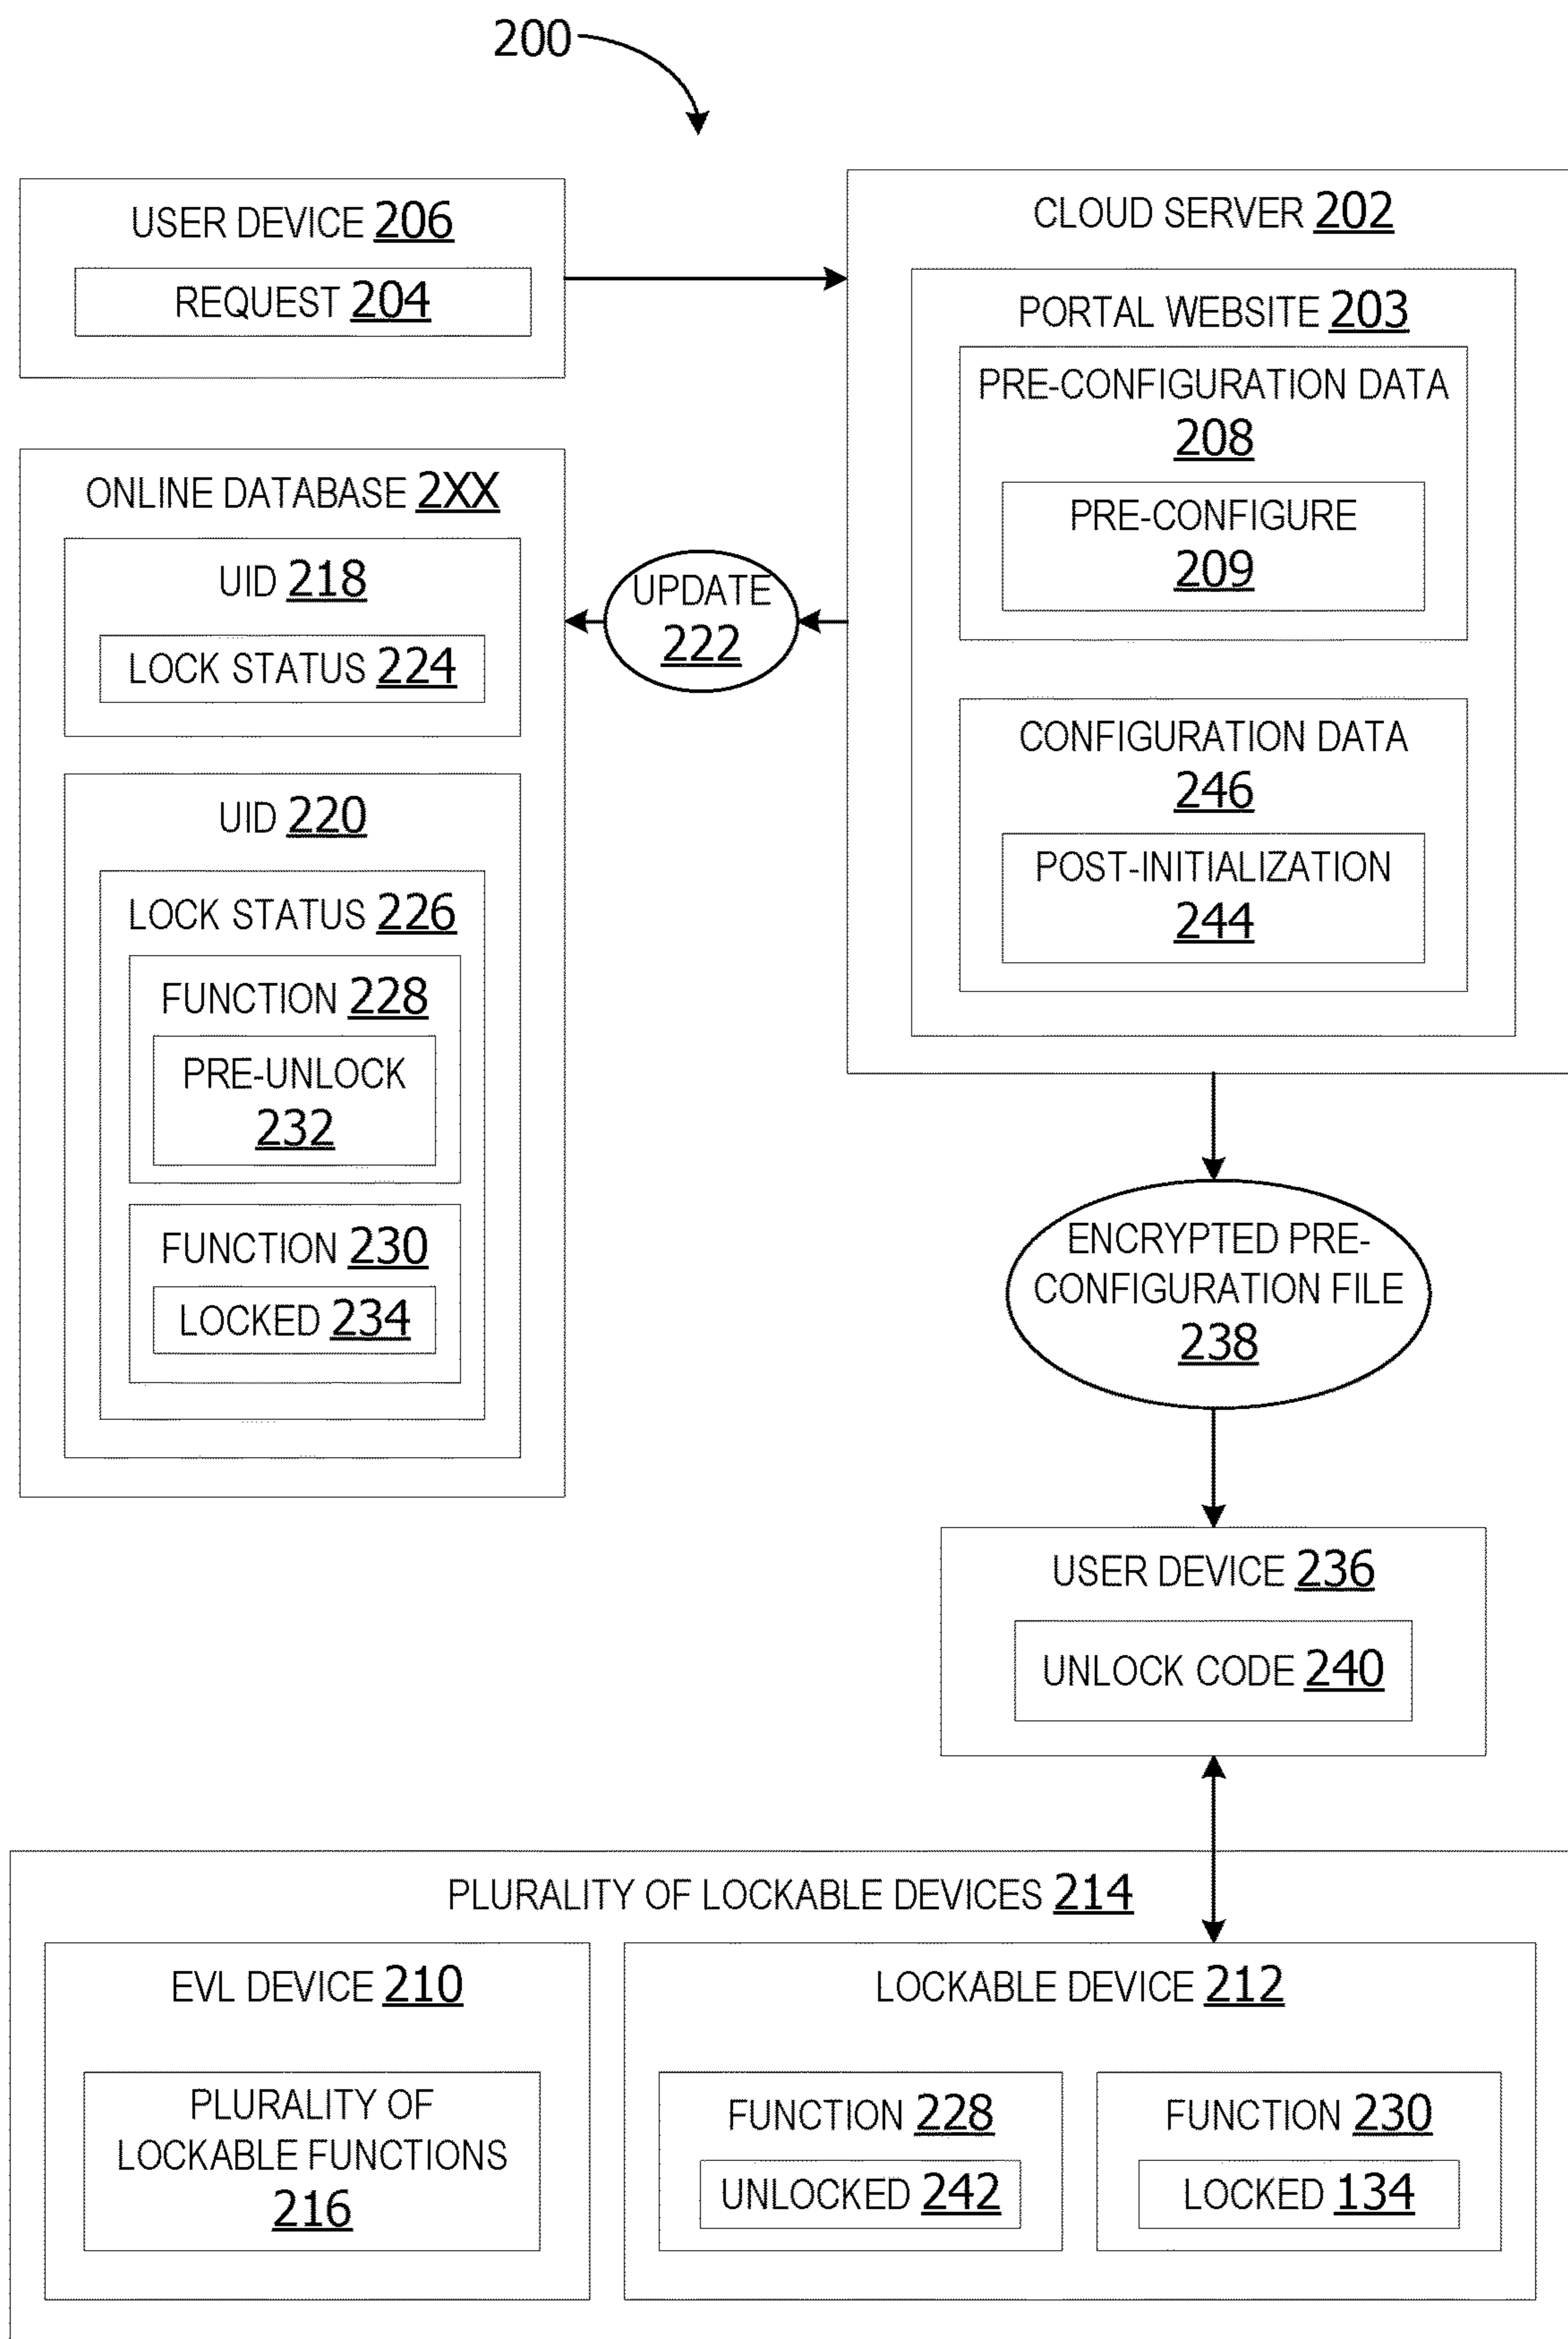 200
USER DEVICE 206
REQUEST 204
CLOUD SERVER 202
PORTAL WEBSITE 203
PRE-CONFIGURATION DATA
208
PRE-CONFIGURE
209
CONFIGURATION DATA
246
POST-INITIALIZATION
244
ONLINE DATABASE 2XX
UID 218
LOCK STATUS 224
UID 220
LOCK STATUS 226
FUNCTION 228
PRE-UNLOCK
232
FUNCTION 230
LOCKED 234
UPDATE
222
ENCRYPTED PRE-
CONFIGURATION FILE
238
USER DEVICE 236
UNLOCK CODE 240
PLURALITY OF LOCKABLE DEVICES 214
EVL DEVICE 210
PLURALITY OF
LOCKABLE FUNCTIONS
216
LOCKABLE DEVICE 212
FUNCTION 228
UNLOCKED 242
FUNCTION 230
LOCKED 134